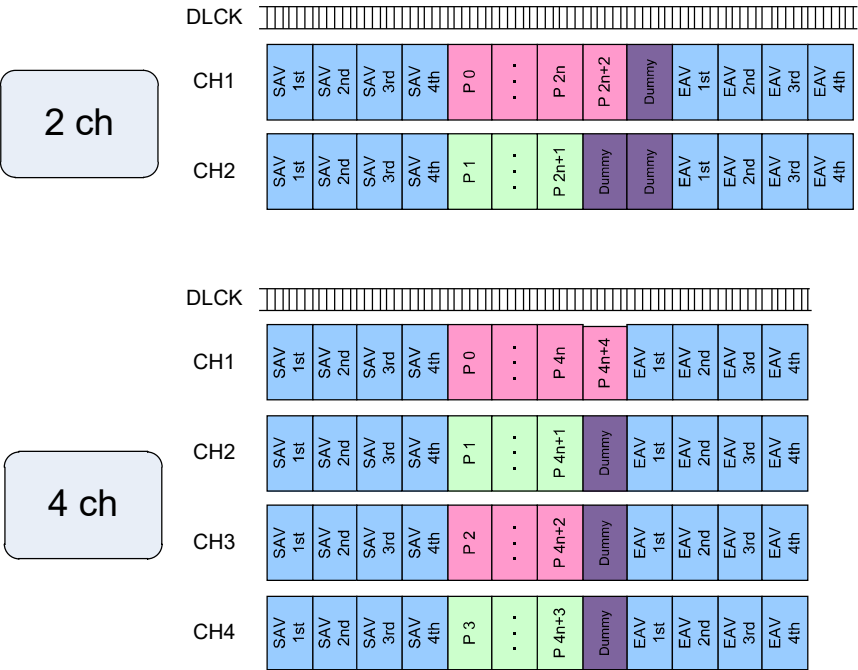 DLCK
2 ch
CH1
SAV 1st
SAV 2nd
SAV 3rd
SAV 4th
P 0
. . .
P 2n
P 2n+2
Dummy
EAV 1st
EAV 2nd
EAV 3rd
EAV 4th
CH2
SAV 1st
SAV 2nd
SAV 3rd
SAV 4th
P 1
. . .
P 2n+1
Dummy
Dummy
EAV 1st
EAV 2nd
EAV 3rd
EAV 4th
DLCK
4 ch
CH1
SAV 1st
SAV 2nd
SAV 3rd
SAV 4th
P 0
. . .
P 4n
P 4n+4
EAV 1st
EAV 2nd
EAV 3rd
EAV 4th
CH2
SAV 1st
SAV 2nd
SAV 3rd
SAV 4th
P 1
. . .
P 4n+1
Dummy
EAV 1st
EAV 2nd
EAV 3rd
EAV 4th
CH3
SAV 1st
SAV 2nd
SAV 3rd
SAV 4th
P 2
. . .
P 4n+2
Dummy
EAV 1st
EAV 2nd
EAV 3rd
EAV 4th
CH4
SAV 1st
SAV 2nd
SAV 3rd
SAV 4th
P 3
. . .
P 4n+3
Dummy
EAV 1st
EAV 2nd
EAV 3rd
EAV 4th